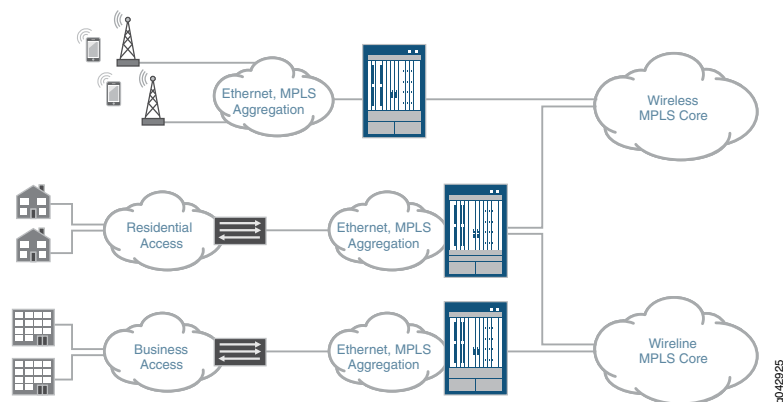 Ethernet, MPLS
Aggregation
Wireless
MPLS Core
Residential
Access
Ethernet, MPLS
Aggregation
Business
Access
Ethernet, MPLS
Aggregation
Wireline
MPLS Core
g042925